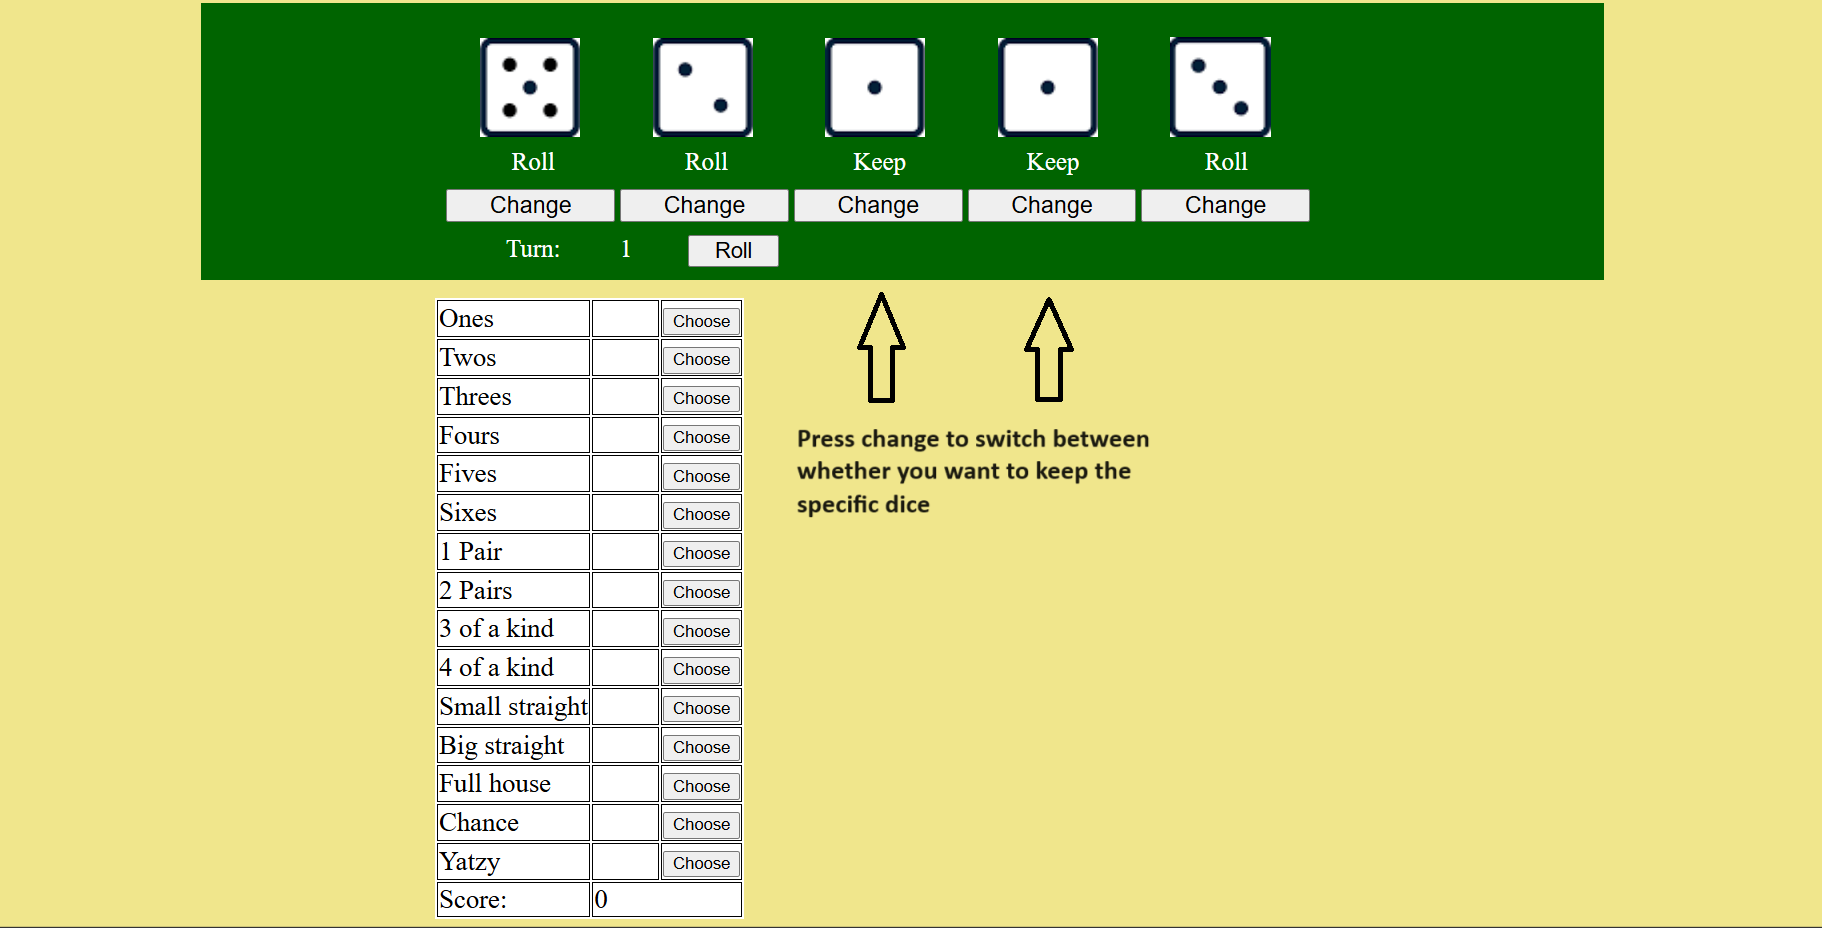 Roll Roll Keep Keep Roll
Change Change Change Change Change
Turn: 1 Roll
Ones Choose
Twos Choose
Threes Choose
Fours Choose
Fives Choose
Sixes Choose
1 Pair Choose
2 Pairs Choose
3 of a kind Choose
4 of a kind Choose
Small straight Choose
Big straight Choose
Full house Choose
Chance Choose
Yatzy Choose
Score: 0
Press change to switch between
whether you want to keep the
specific dice